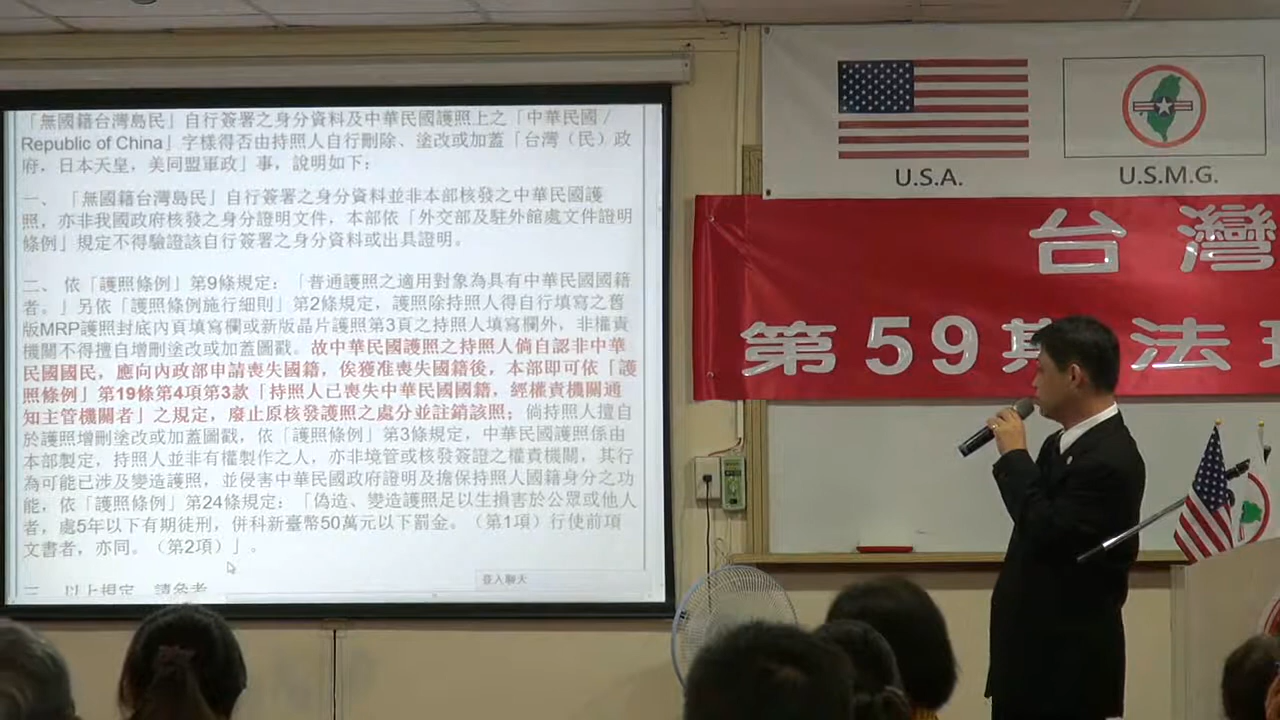 「無國籍台灣島民」自行簽署之身分資料及中華民國護照上之「中華民國 /
Republic of China」字樣得否由持照人自行刪除、塗改或加蓋「台灣（民）政
府，日本天皇，美同盟軍政」事，說明如下：
一、 「無國籍台灣島民」自行簽署之身分資料並非本部核發之中華民國護
照，亦非我國政府核發之身分證明文件，本部依「外交部及駐外館處文件證明
條例」規定不得驗證該自行簽署之身分資料或出具證明。
二、 依「護照條例」第9條規定：「普通護照之適用對象為具有中華民國國籍
者。」另依「護照條例施行細則」第2條規定，護照除持照人得自行填寫之舊
版MRP護照封底內頁填寫欄或新版晶片護照第3頁之持照人填寫欄外，非權責
機關不得擅自增刪塗改或加蓋圖戳。故中華民國護照之持照人倘自認非中華
民國國民，應向內政部申請喪失國籍，俟獲准喪失國籍後，本部即可依「護
照條例」第19條第4項第3款「持照人已喪失中華民國國籍，經權責機關通
知主管機關者」之規定，廢止原核發護照之處分並註銷該照；倘持照人擅自
於護照增刪塗改或加蓋圖戳，依「護照條例」第3條規定，中華民國護照係由
本部製定，持照人並非有權製作之人，亦非境管或核發簽證之權責機關，其行
為可能已涉及變造護照，並侵害中華民國政府證明及擔保持照人國籍身分之功
能，依「護照條例」第24條規定：「偽造、變造護照足以生損害於公眾或他人
者，處5年以下有期徒刑，併科新臺幣50萬元以下罰金。（第1項）行使前項
文書者，亦同。（第2項）」。
三、以上規定，請參考
登入聊天
U.S.A.
U.S.M.G.
台灣
第59期法理